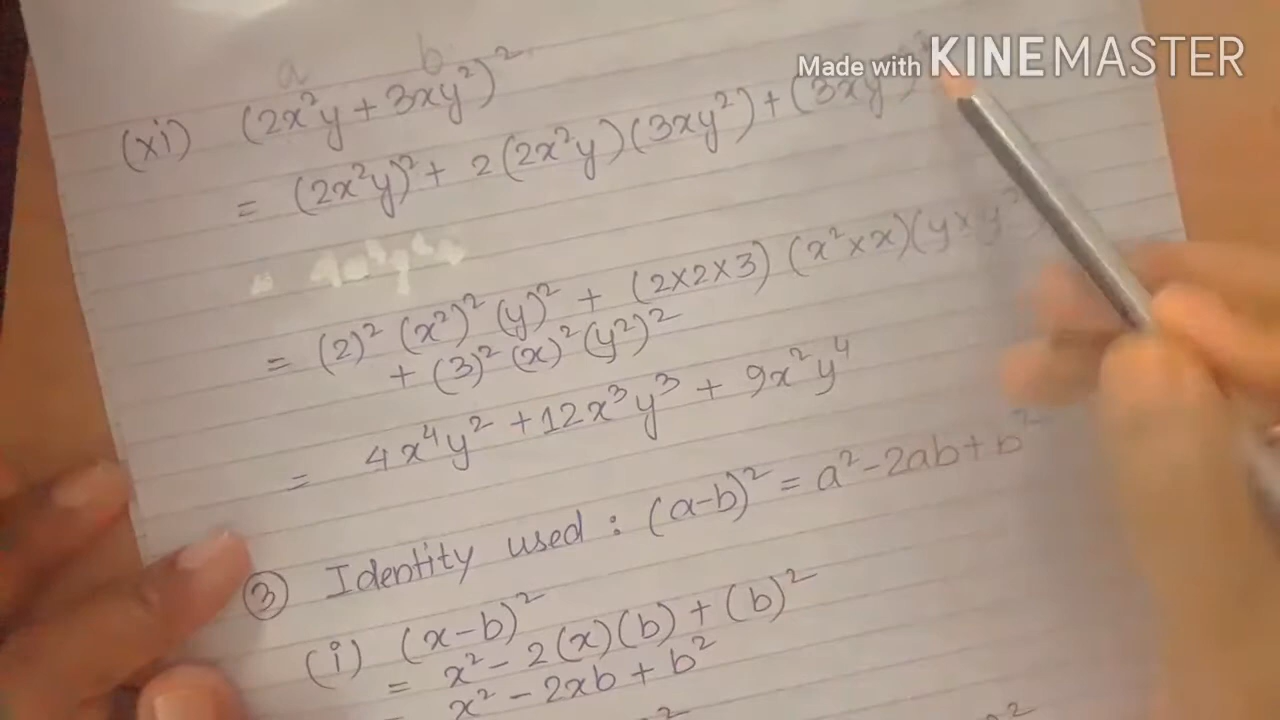 Made with KINEMASTER
a b
(xi) (2x²y + 3xy²)²
= (2x²y)² + 2(2x²y)(3xy²) + (3xy
= (2)² (x²)² (y)² + (2×2×3) (x²×x)(y×y²
+ (3)² (x)² (y²)²
= 4x⁴y² + 12x³y³ + 9x²y⁴
③ Identity used : (a-b)² = a² - 2ab + b²
(i) (x-b)²
= x² - 2(x)(b) + (b)²
x² - 2xb + b²